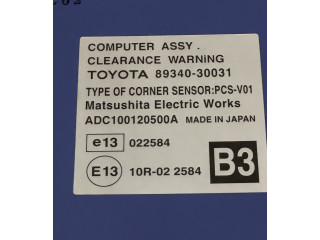 COMPUTER ASSY .
CLEARANCE WARNiNG
TOYOTA 89340-30031
TYPE OF CORNER SENSOR:PCS-V01
Matsushita Electric Works
ADC100120500A MADE IN JAPAN
e13 022584
E13 10R-02 2584
B3